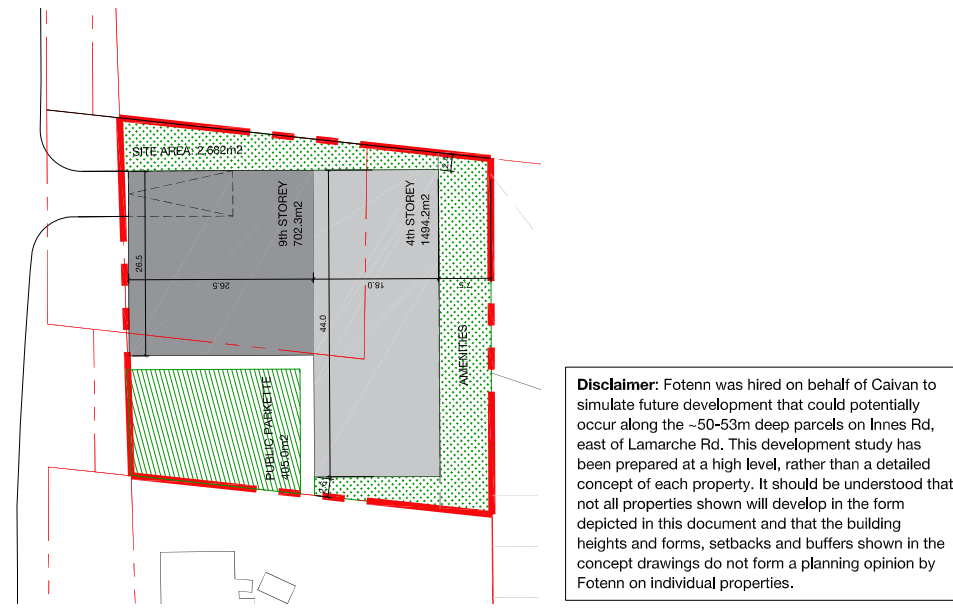 SITE AREA: 2,662m2
9th STOREY
702.3m2
4th STOREY
1494.2m2
26.5
26.5
18.0
7.5
44.0
AMENITIES
PUBLIC PARKETTE
405.0m2
Disclaimer: Fotenn was hired on behalf of Caivan to
simulate future development that could potentially
occur along the ~50-53m deep parcels on Innes Rd,
east of Lamarche Rd. This development study has
been prepared at a high level, rather than a detailed
concept of each property. It should be understood that
not all properties shown will develop in the form
depicted in this document and that the building
heights and forms, setbacks and buffers shown in the
concept drawings do not form a planning opinion by
Fotenn on individual properties.